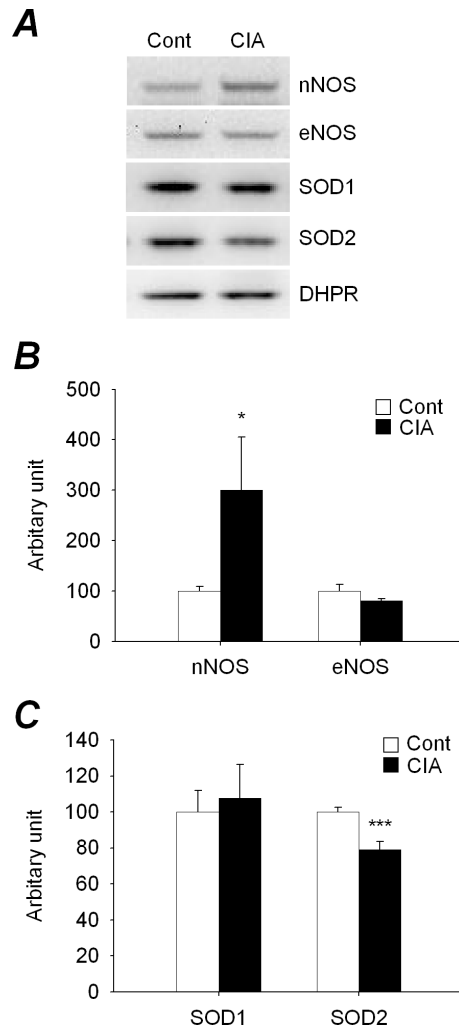 A
Cont CIA
nNOS
eNOS
SOD1
SOD2
DHPR
B
500
400
300
200
100
0
Arbitary unit
*
Cont
CIA
nNOS eNOS
C
140
120
100
80
60
40
20
0
Arbitary unit
***
Cont
CIA
SOD1 SOD2